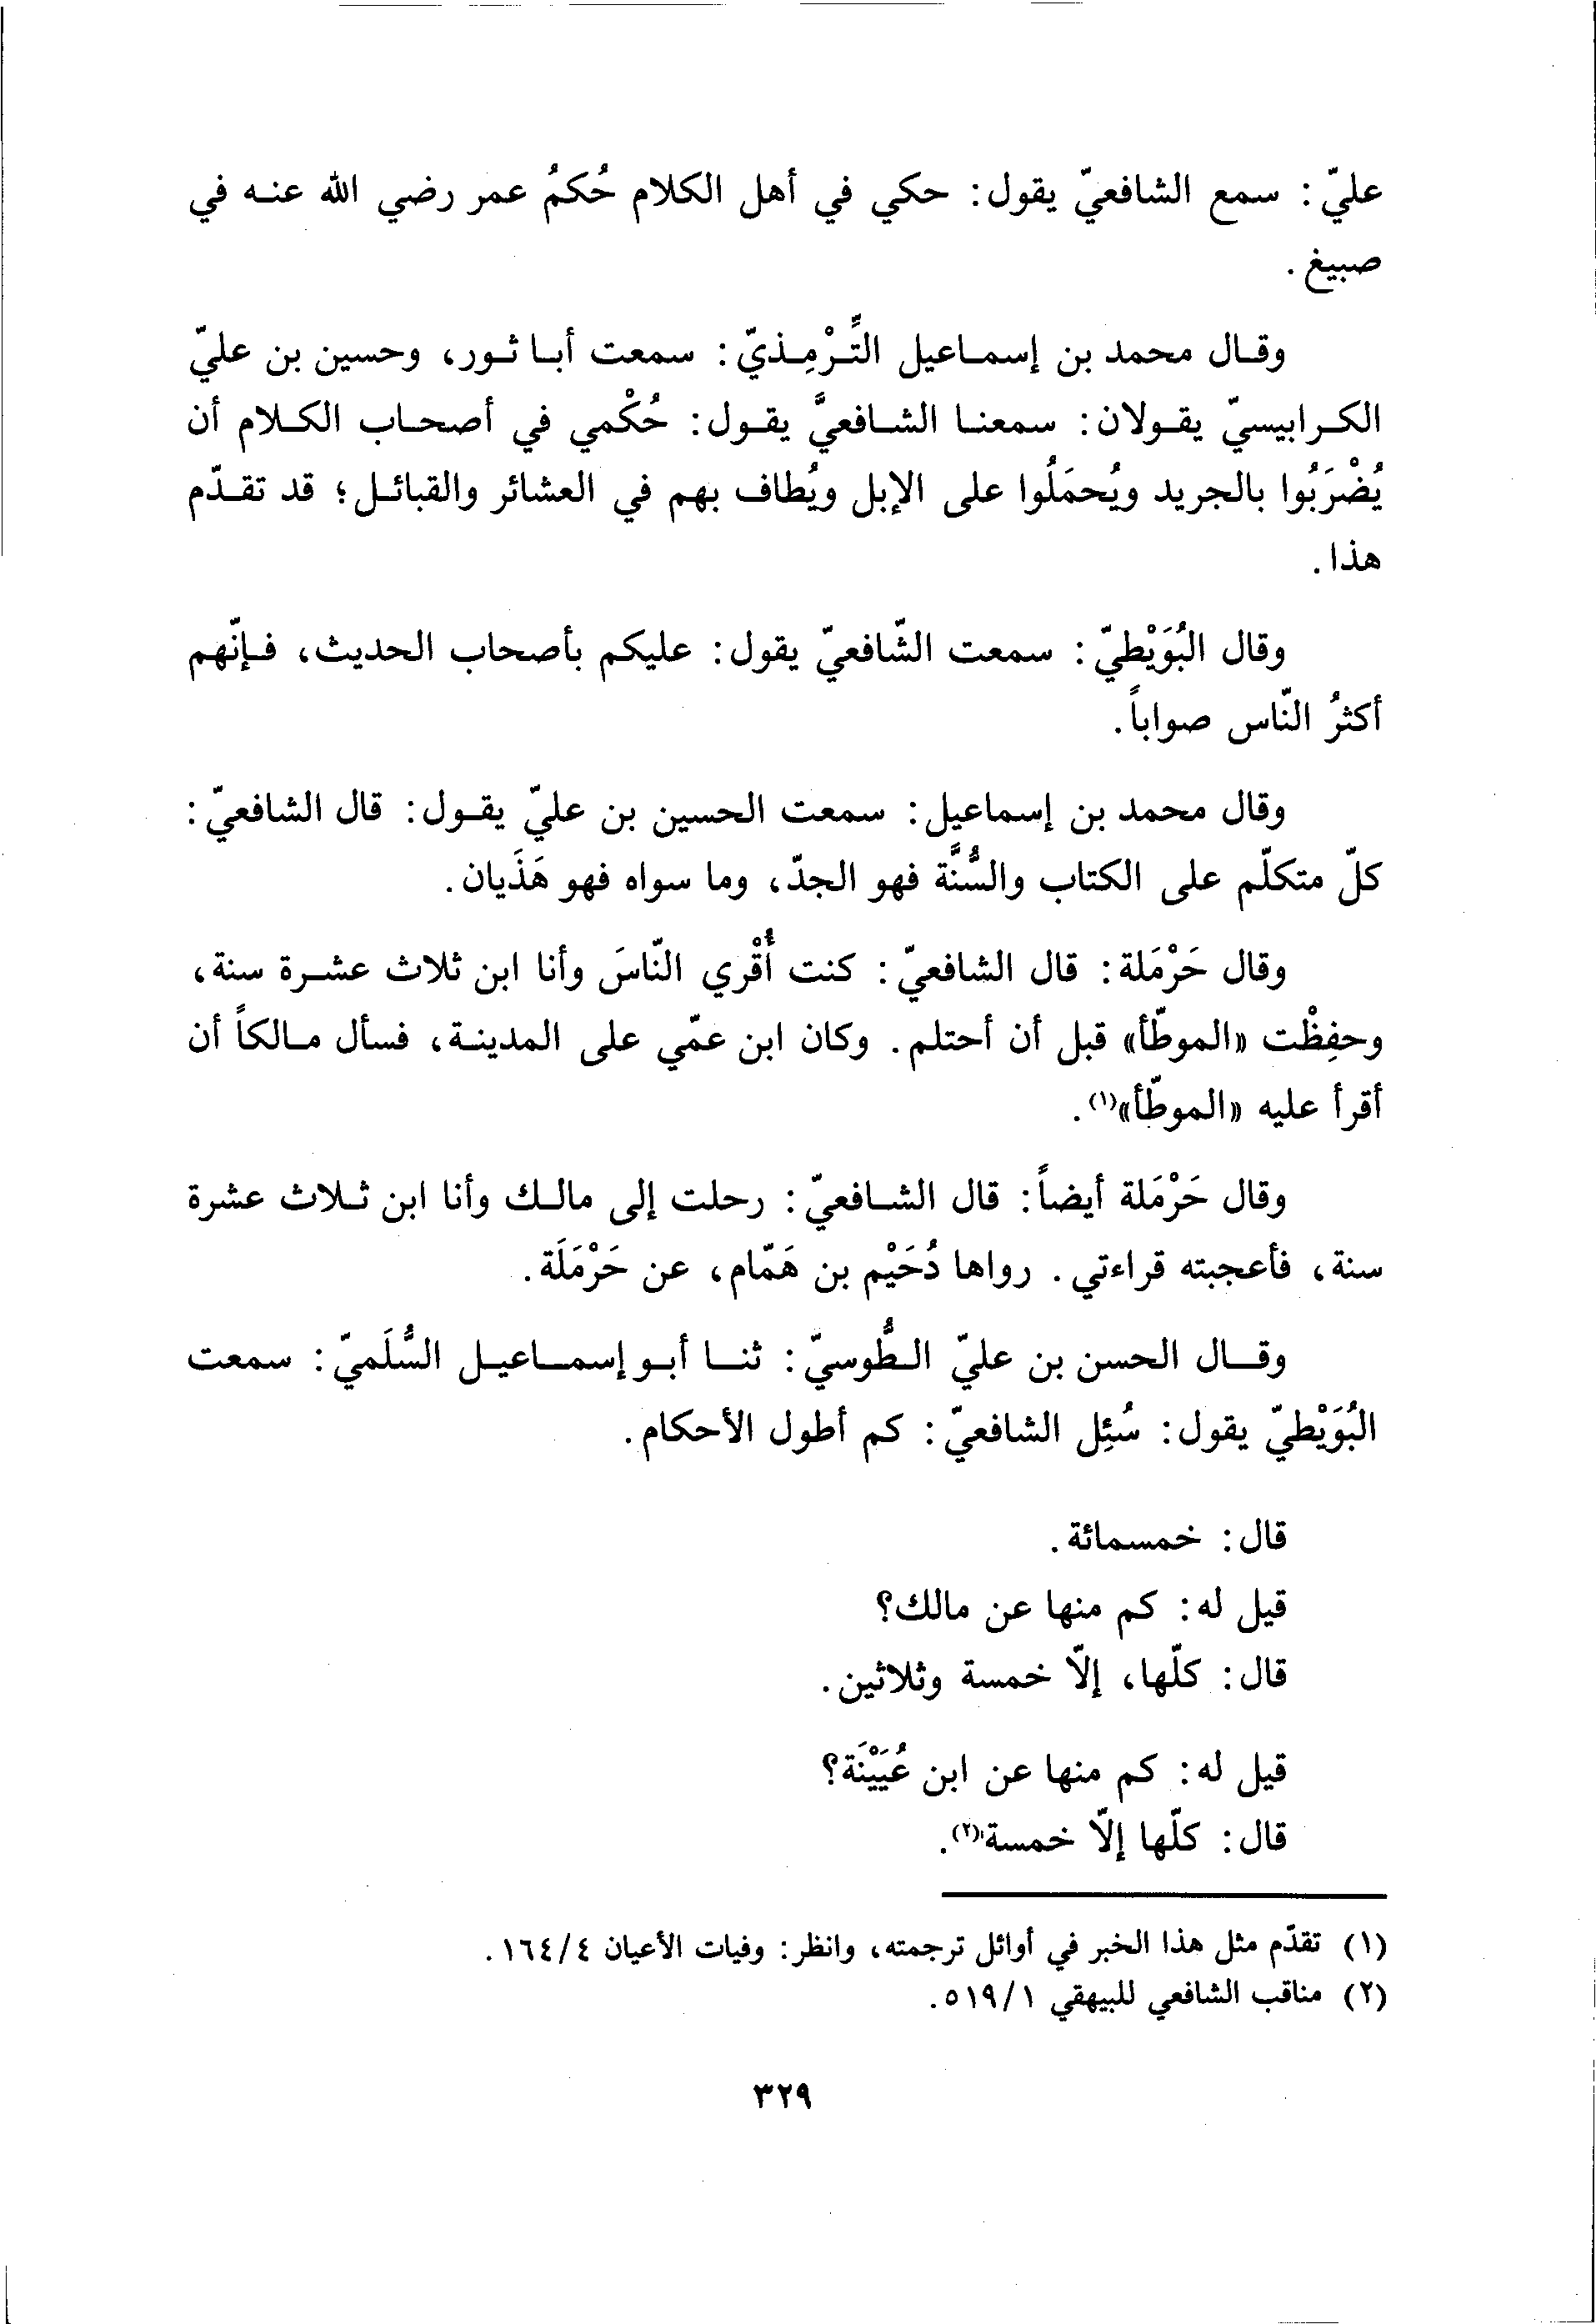 عليّ: سمع الشافعيّ يقول: حكي في أهل الكلام حُكمُ عمر رضي الله عنه في
صبيغ.
وقال محمد بن إسماعيل التِّرْمِذيّ: سمعت أبا ثور، وحسين بن عليّ
الكرابيسيّ يقولان: سمعنا الشافعيَّ يقول: حُكْمي في أصحاب الكلام أن
يُضْرَبُوا بالجريد ويُحمَلُوا على الإبل ويُطاف بهم في العشائر والقبائل؛ قد تقدّم
هذا.
وقال البُوَيْطيّ: سمعت الشّافعيّ يقول: عليكم بأصحاب الحديث، فإنّهم
أكثرُ النّاس صواباً.
وقال محمد بن إسماعيل: سمعت الحسين بن عليّ يقول: قال الشافعيّ:
كلّ متكلّم على الكتاب والسُّنَّة فهو الجدّ، وما سواه فهو هَذَيان.
وقال حَرْمَلة: قال الشافعيّ: كنت أُقْري النّاسَ وأنا ابن ثلاث عشرة سنة،
وحفِظْت «الموطّأ» قبل أن أحتلم. وكان ابن عمّي على المدينة، فسأل مالكاً أن
أقرأ عليه «الموطّأ»(١).
وقال حَرْمَلة أيضاً: قال الشافعيّ: رحلت إلى مالك وأنا ابن ثلاث عشرة
سنة، فأعجبته قراءتي. رواها دُحَيْم بن هَمّام، عن حَرْمَلَة.
وقال الحسن بن عليّ الطُّوسيّ: ثنا أبو إسماعيل السُّلَميّ: سمعت
البُوَيْطيّ يقول: سُئِل الشافعيّ: كم أطول الأحكام.
قال: خمسمائة.
قيل له: كم منها عن مالك؟
قال: كلّها، إلّا خمسة وثلاثين.
قيل له: كم منها عن ابن عُيَيْنَة؟
قال: كلّها إلّا خمسة(٢).
(١) تقدّم مثل هذا الخبر في أوائل ترجمته، وانظر: وفيات الأعيان ١٦٤/٤.
(٢) مناقب الشافعي للبيهقي ٥١٩/١.
٣٢٩